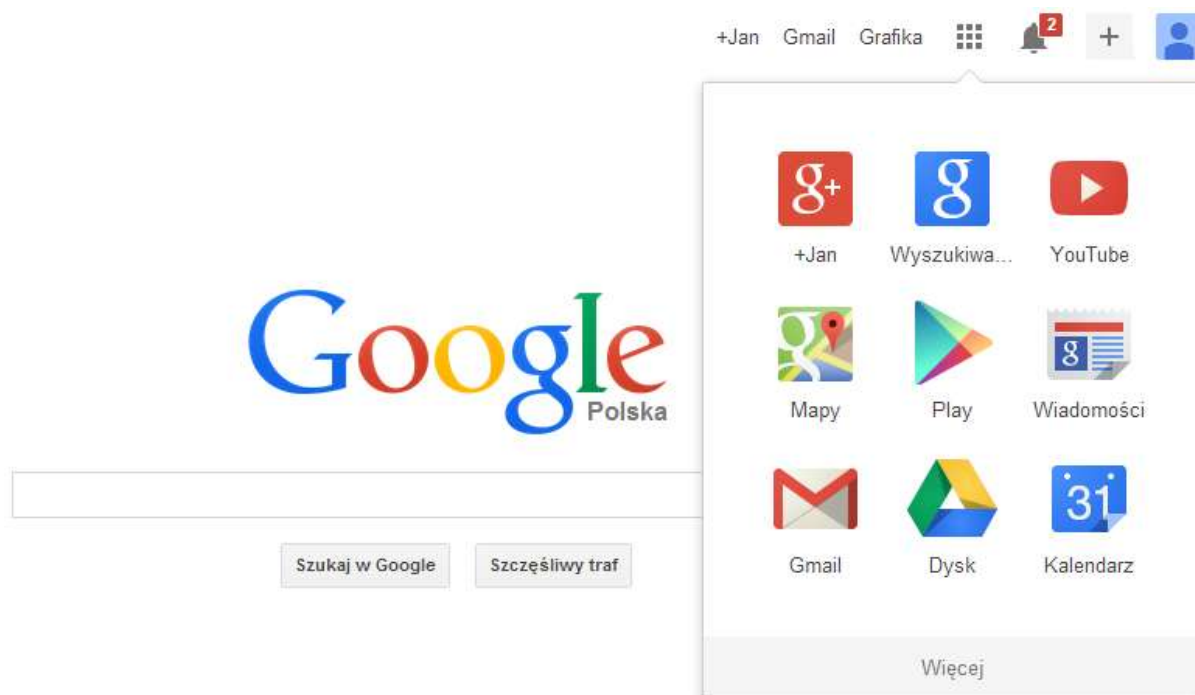 +Jan Gmail Grafika 2 +
g+ g
+Jan Wyszukiwa... YouTube
g g
Mapy Play Wiadomości
31
Gmail Dysk Kalendarz
Więcej
Google
Polska
Szukaj w Google Szczęśliwy traf